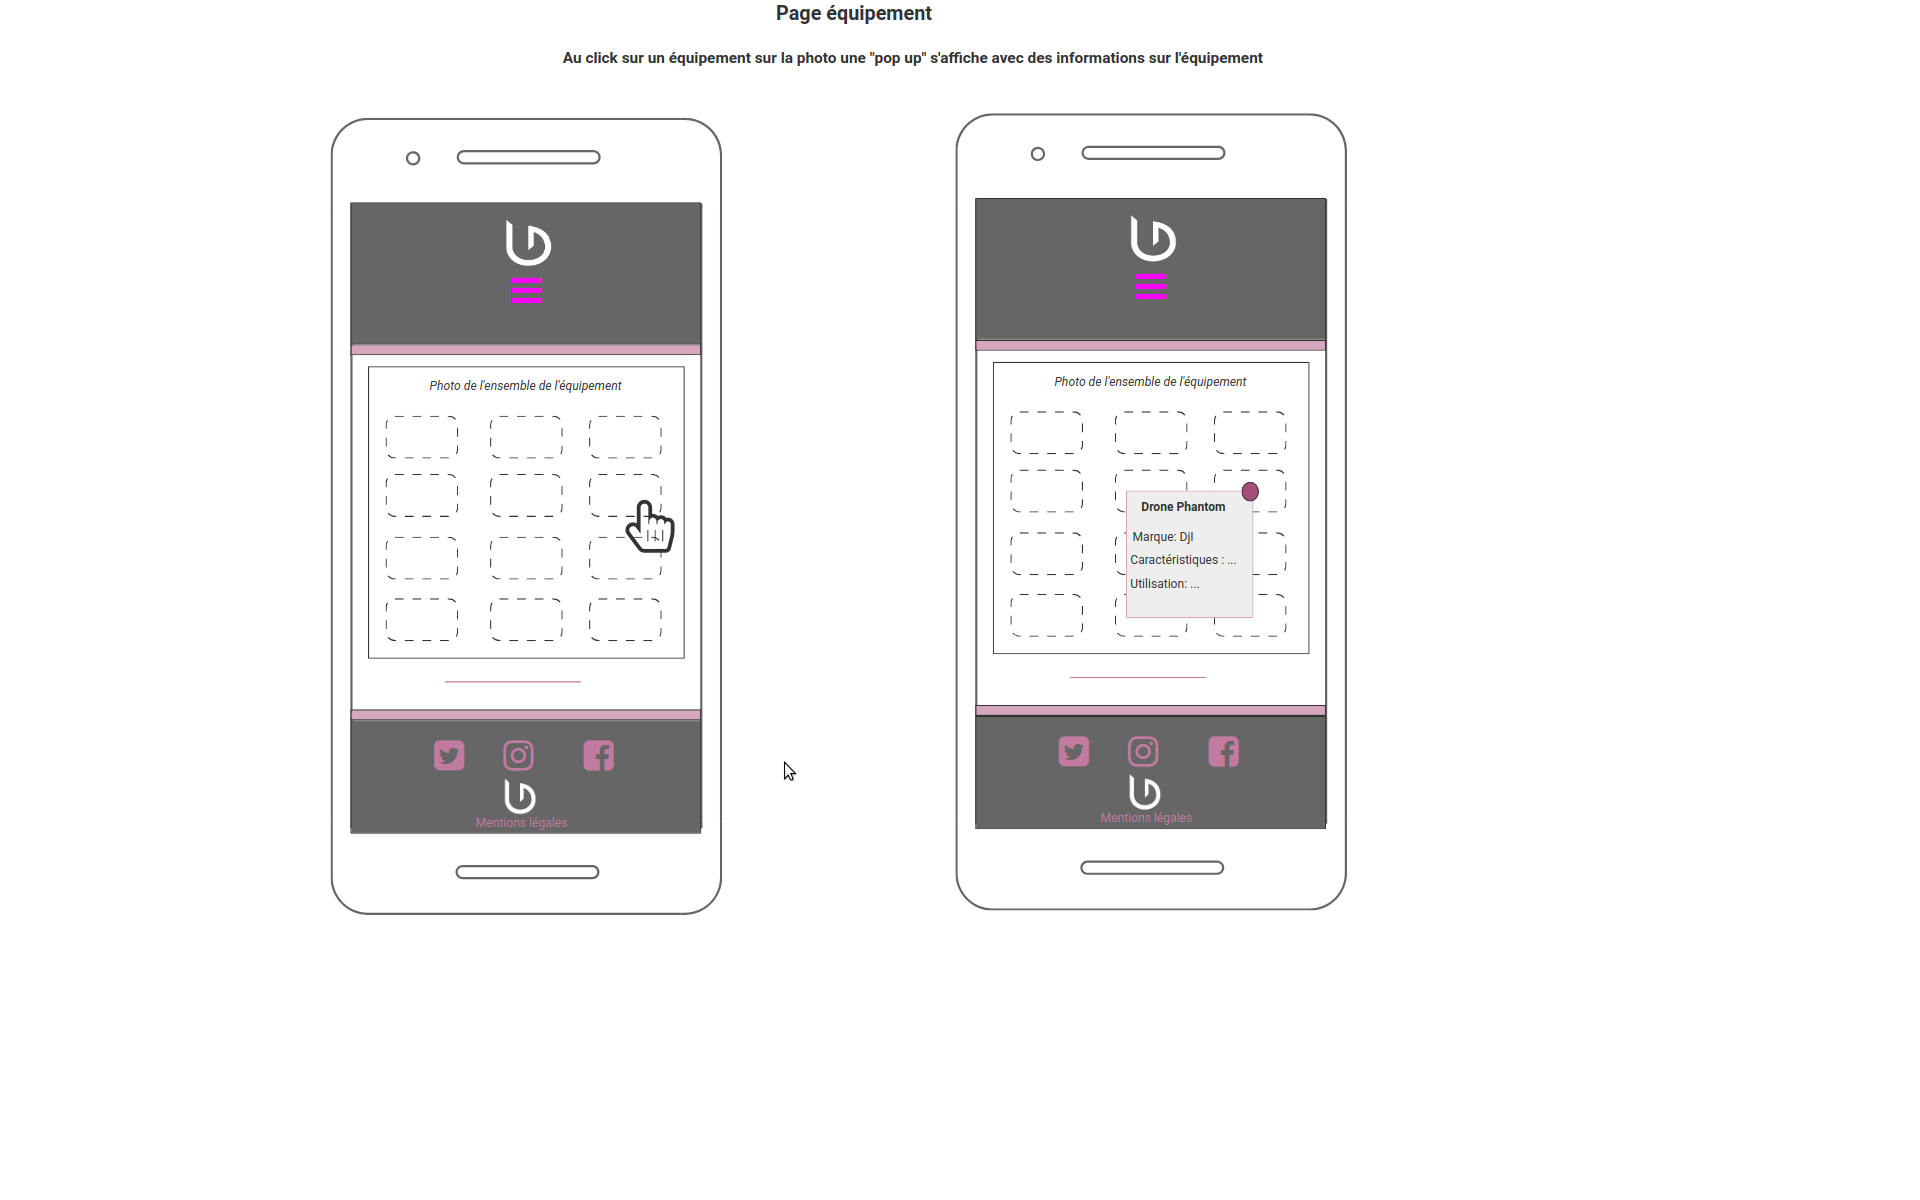 Page équipement
Au click sur un équipement sur la photo une "pop up" s'affiche avec des informations sur l'équipement
Photo de l'ensemble de l'équipement
Mentions légales
Photo de l'ensemble de l'équipement
Drone Phantom
Marque: DjI
Caractéristiques : ...
Utilisation: ...
Mentions légales